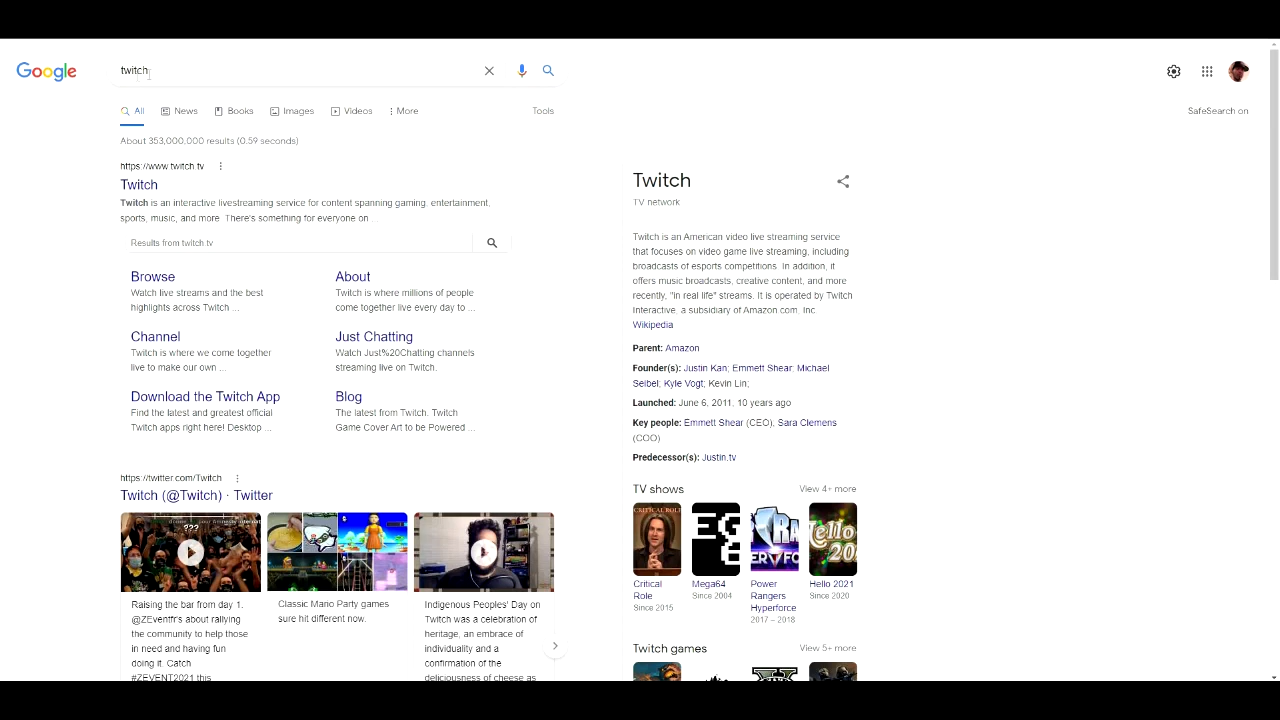 Google
twitch
All
News
Books
Images
Videos
More
Tools
SafeSearch on
About 353,000,000 results (0.59 seconds)
https://www.twitch.tv
Twitch
Twitch is an interactive livestreaming service for content spanning gaming, entertainment,
sports, music, and more. There's something for everyone on ...
Results from twitch.tv
Browse
Watch live streams and the best
highlights across Twitch ...
About
Twitch is where millions of people
come together live every day to ...
Channel
Twitch is where we come together
live to make our own ...
Just Chatting
Watch Just%20Chatting channels
streaming live on Twitch.
Download the Twitch App
Find the latest and greatest official
Twitch apps right here! Desktop ...
Blog
The latest from Twitch. Twitch
Game Cover Art to be Powered ...
https://twitter.com/Twitch
Twitch (@Twitch) · Twitter
???
Raising the bar from day 1.
@ZEventfr's about rallying
the community to help those
in need and having fun
doing it. Catch
#ZEVENT2021 this
Classic Mario Party games
sure hit different now.
Indigenous Peoples' Day on
Twitch was a celebration of
heritage, an embrace of
individuality and a
confirmation of the
deliciousness of cheese as
Twitch
TV network
Twitch is an American video live streaming service
that focuses on video game live streaming, including
broadcasts of esports competitions. In addition, it
offers music broadcasts, creative content, and more
recently, "in real life" streams. It is operated by Twitch
Interactive, a subsidiary of Amazon.com, Inc.
Wikipedia
Parent: Amazon
Founder(s): Justin Kan; Emmett Shear; Michael
Seibel; Kyle Vogt; Kevin Lin;
Launched: June 6, 2011, 10 years ago
Key people: Emmett Shear (CEO), Sara Clemens
(COO)
Predecessor(s): Justin.tv
TV shows
View 4+ more
CRITICAL ROLE
Critical
Role
Since 2015
Mega64
Since 2004
Power
Rangers
Hyperforce
2017 – 2018
Hello 2021
Since 2020
Twitch games
View 5+ more